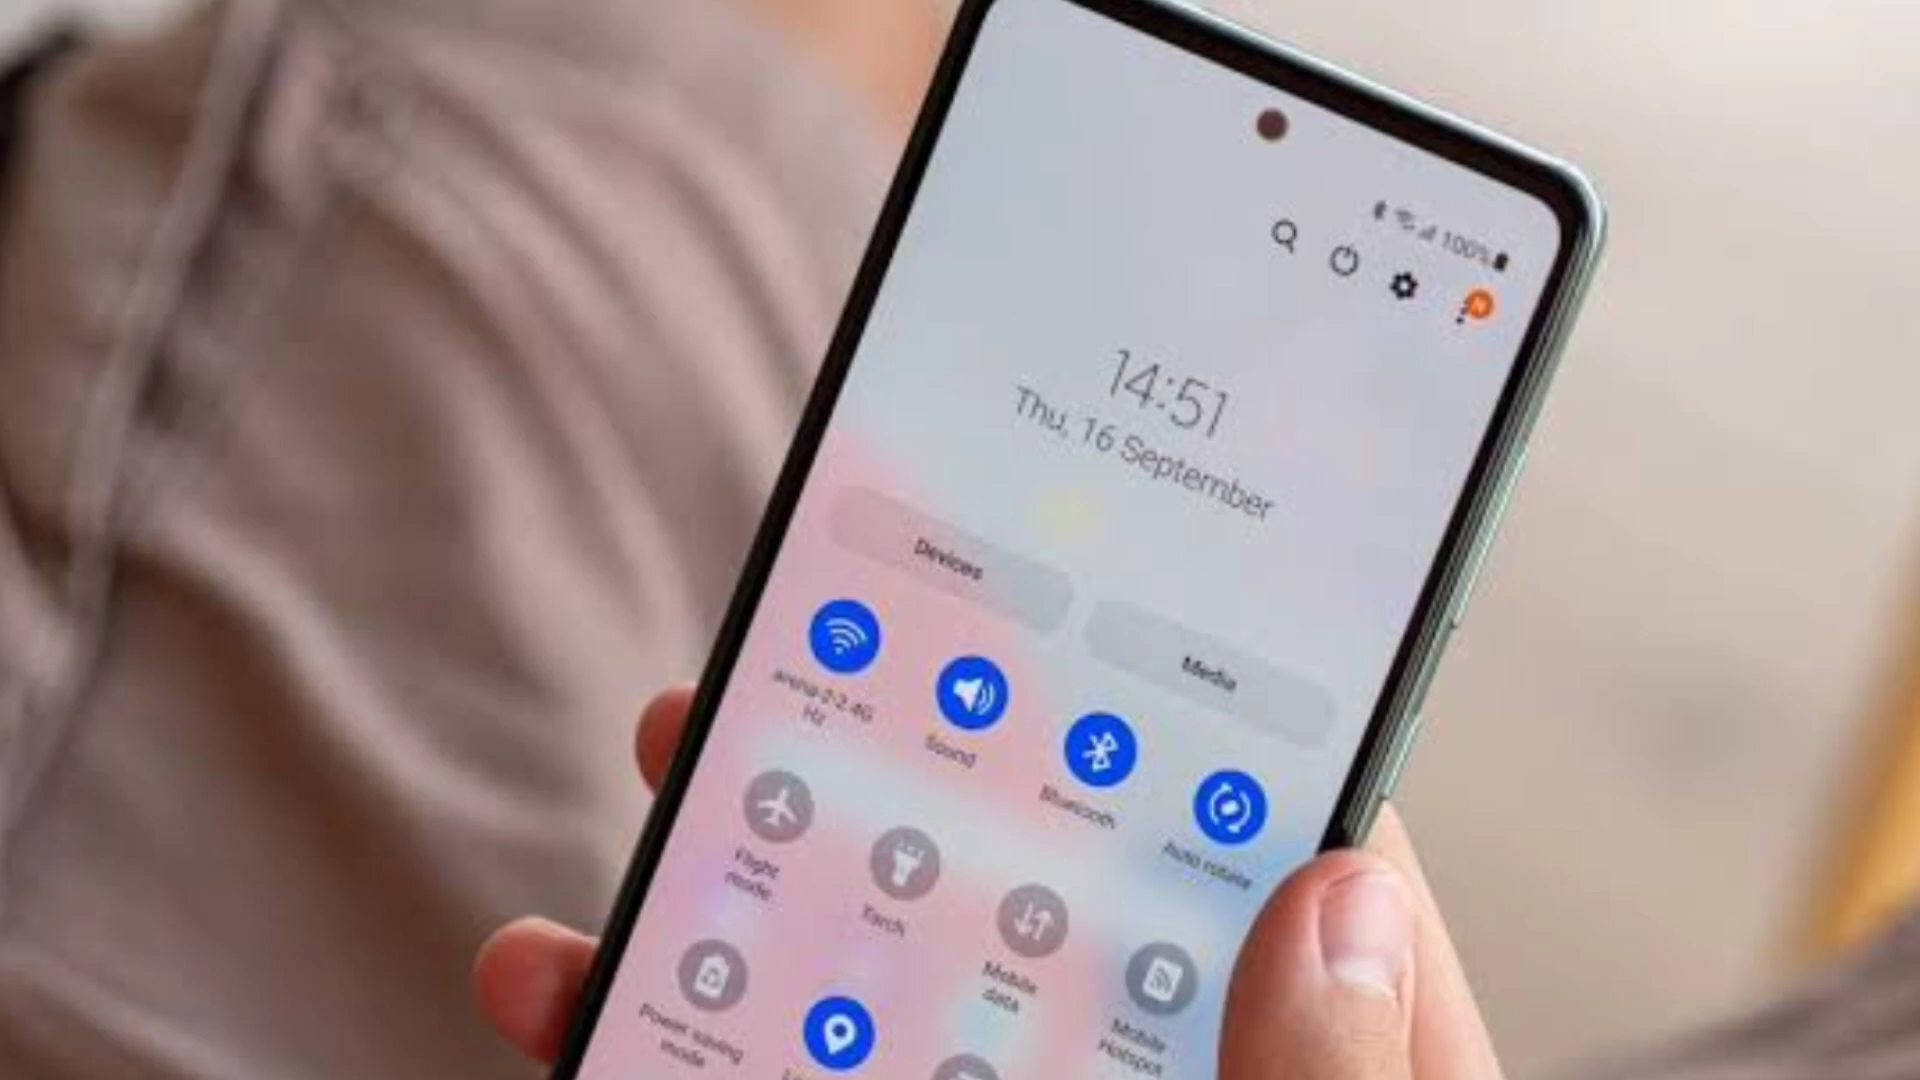 100%
N
14:51
Thu, 16 September
Devices
Media
arena-2-2.4G
Hz
Sound
Bluetooth
Auto rotate
Flight
mode
Torch
Mobile
data
Mobile
Hotspot
Power saving
mode